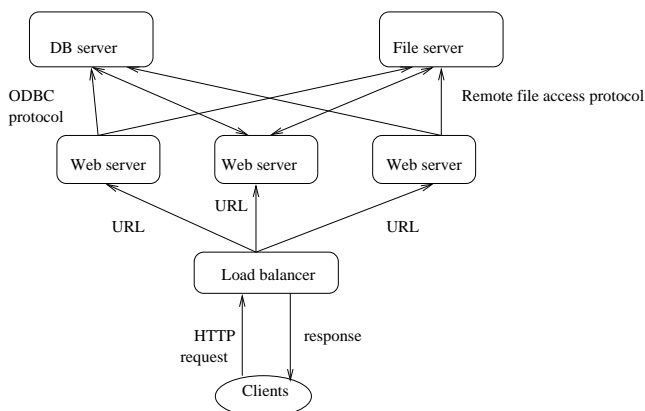 DB server
File server
ODBC
protocol
Remote file access protocol
Web server
Web server
Web server
URL
URL
URL
Load balancer
HTTP
request
response
Clients